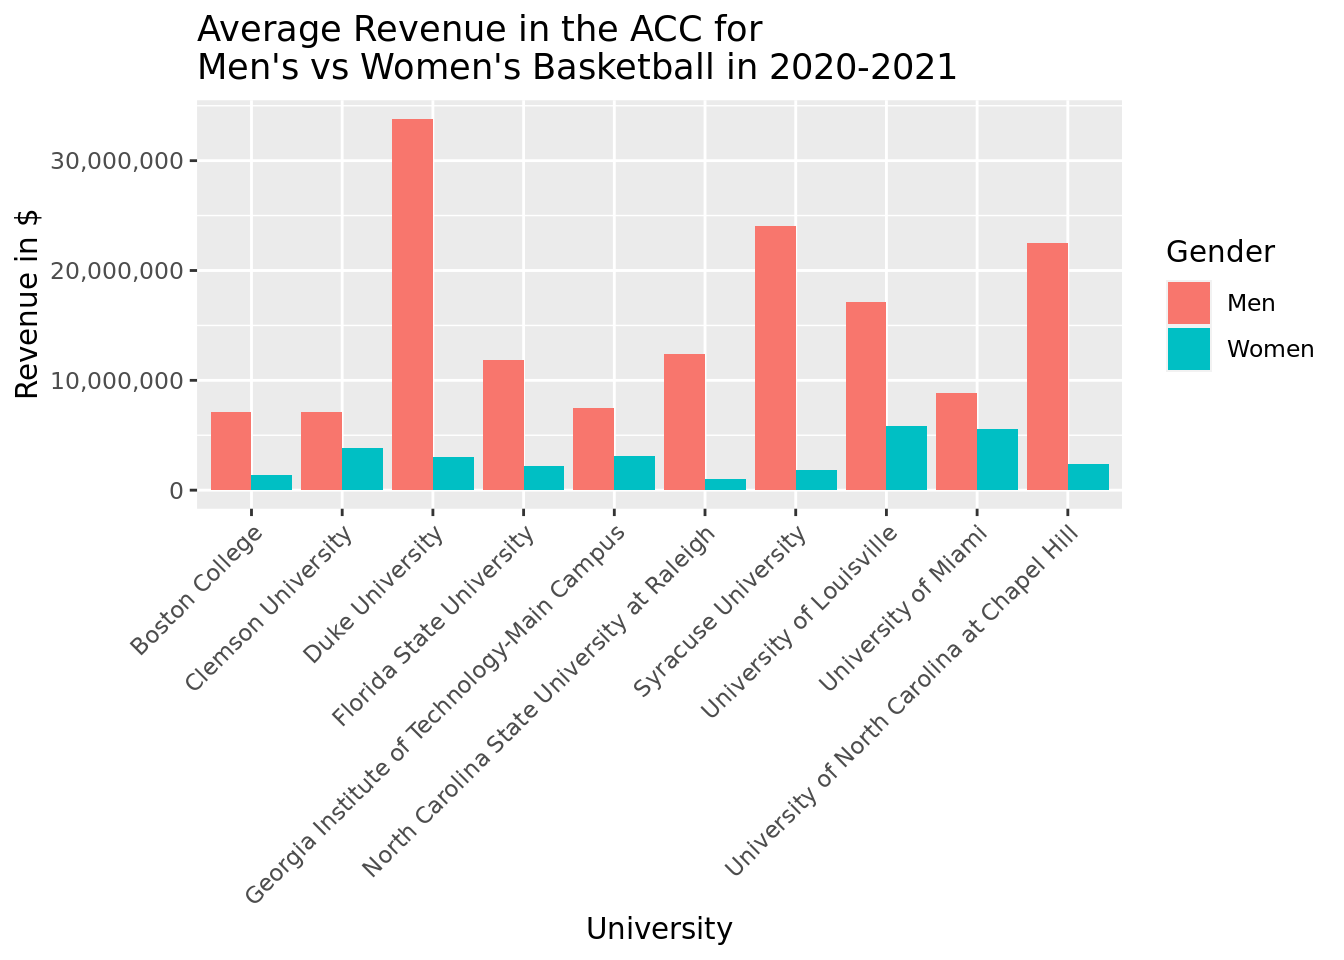 Average Revenue in the ACC for
Men's vs Women's Basketball in 2020-2021
Revenue in $
30,000,000
20,000,000
10,000,000
0
Boston College
Clemson University
Duke University
Florida State University
Georgia Institute of Technology-Main Campus
North Carolina State University at Raleigh
Syracuse University
University of Louisville
University of Miami
University of North Carolina at Chapel Hill
University
Gender
Men
Women